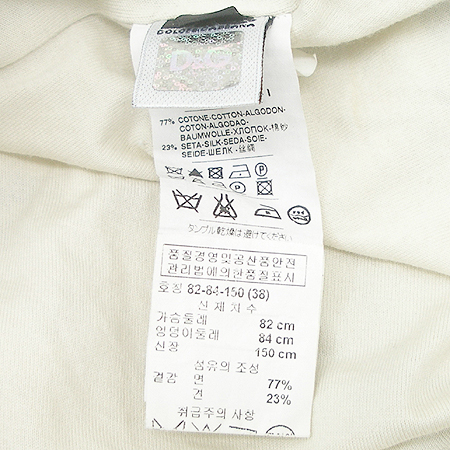 DOLCE & GABBANA
D&G
I
77% COTONE-COTTON-ALGODON-
COTON-ALGODAO-
BAUMWOLLE-ХЛОПОК-棉紗
23% SETA-SILK-SEDA-SOIE-
SEIDE-ШЕЛК-丝绸
タンブル乾燥は避けてください
품질경영및공산품안전
관리법에의한품질표시
호칭 82-84-150 (38)
신체치수
가슴둘레 82 cm
엉덩이둘레 84 cm
신장 150 cm
섬유의 조성
겉감 면 77%
견 23%
취급주의 사항